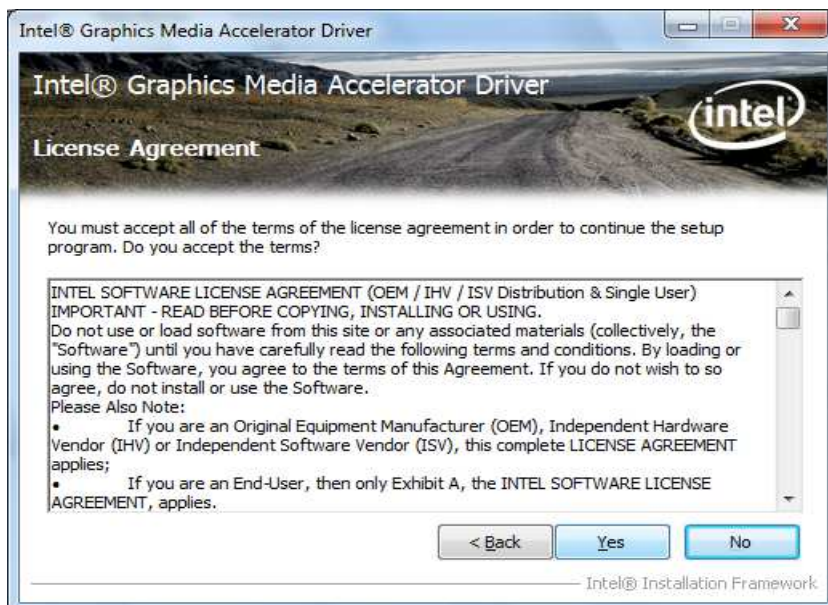 Intel® Graphics Media Accelerator Driver
Intel® Graphics Media Accelerator Driver
intel
License Agreement
You must accept all of the terms of the license agreement in order to continue the setup
program. Do you accept the terms?
INTEL SOFTWARE LICENSE AGREEMENT (OEM / IHV / ISV Distribution & Single User)
IMPORTANT - READ BEFORE COPYING, INSTALLING OR USING.
Do not use or load software from this site or any associated materials (collectively, the
"Software") until you have carefully read the following terms and conditions. By loading or
using the Software, you agree to the terms of this Agreement. If you do not wish to so
agree, do not install or use the Software.
Please Also Note:
• If you are an Original Equipment Manufacturer (OEM), Independent Hardware
Vendor (IHV) or Independent Software Vendor (ISV), this complete LICENSE AGREEMENT
applies;
• If you are an End-User, then only Exhibit A, the INTEL SOFTWARE LICENSE
AGREEMENT, applies.
< Back Yes No
Intel® Installation Framework